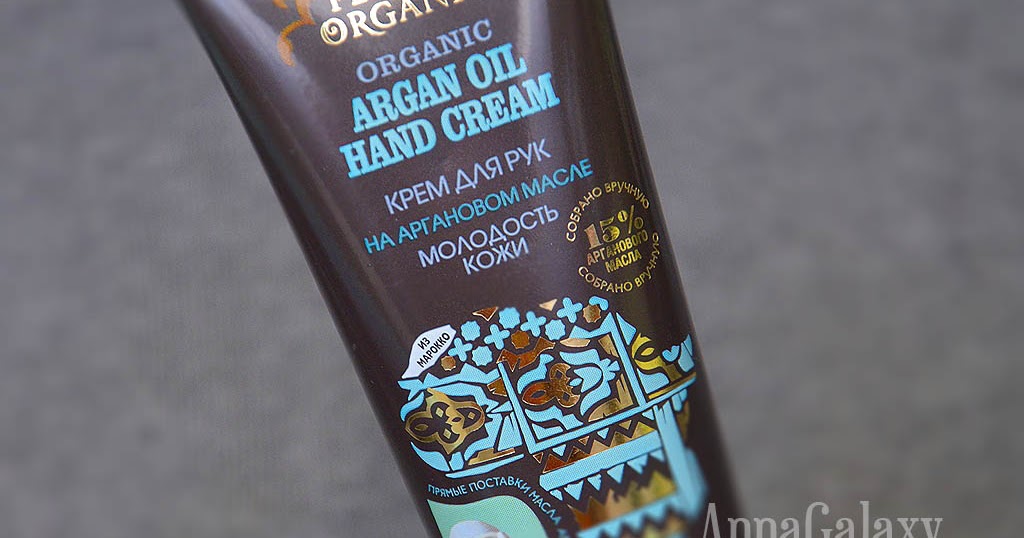 ORGANIC
ARGAN OIL
HAND CREAM
КРЕМ ДЛЯ РУК
НА АРГАНОВОМ МАСЛЕ
МОЛОДОСТЬ
КОЖИ
СОБРАНО ВРУЧНУЮ
15%
АРГАНОВОГО
МАСЛА
СОБРАНО ВРУЧНУЮ
ИЗ
МАРОККО
ПРЯМЫЕ ПОСТАВКИ МАСЛА
AnnaGalaxy